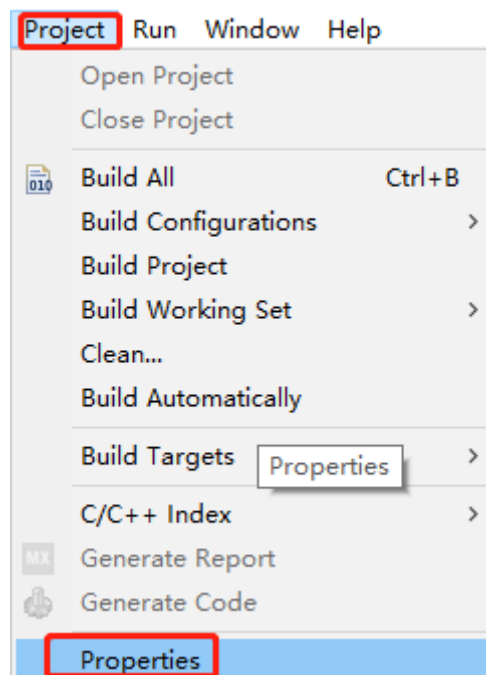 Project Run Window Help
Open Project
Close Project
010 Build All Ctrl+B
Build Configurations >
Build Project
Build Working Set >
Clean...
Build Automatically
Build Targets >
Properties
C/C++ Index >
MX Generate Report
Generate Code
Properties